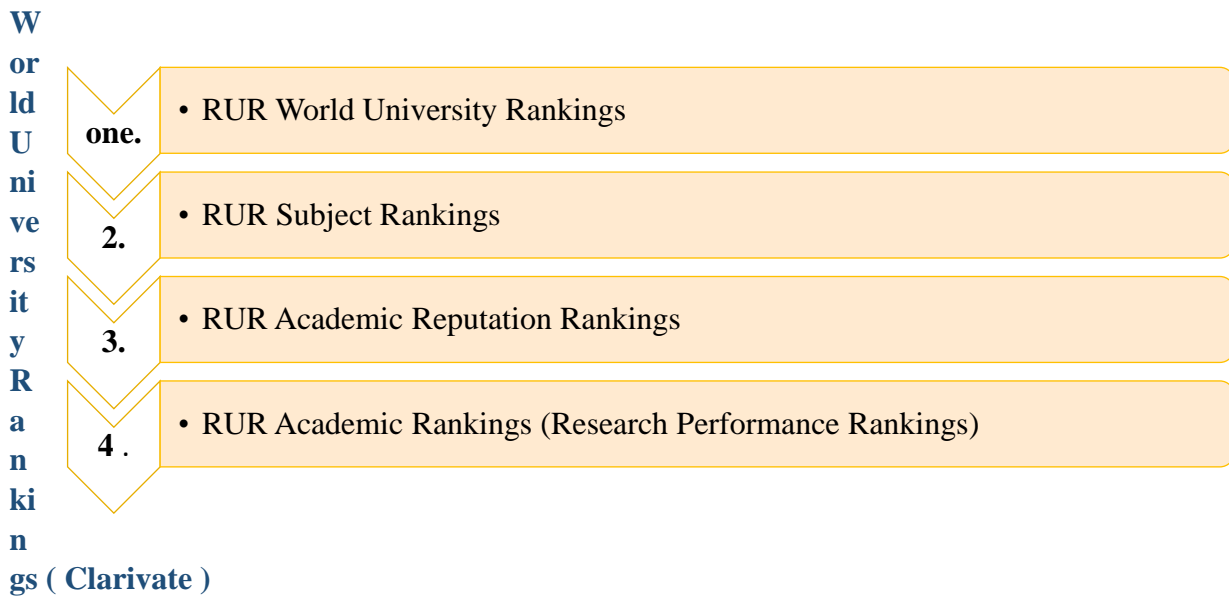 W
or
ld
U
ni
ve
rs
it
y
R
a
n
ki
n
gs ( Clarivate )
one.
• RUR World University Rankings
2.
• RUR Subject Rankings
3.
• RUR Academic Reputation Rankings
4 .
• RUR Academic Rankings (Research Performance Rankings)